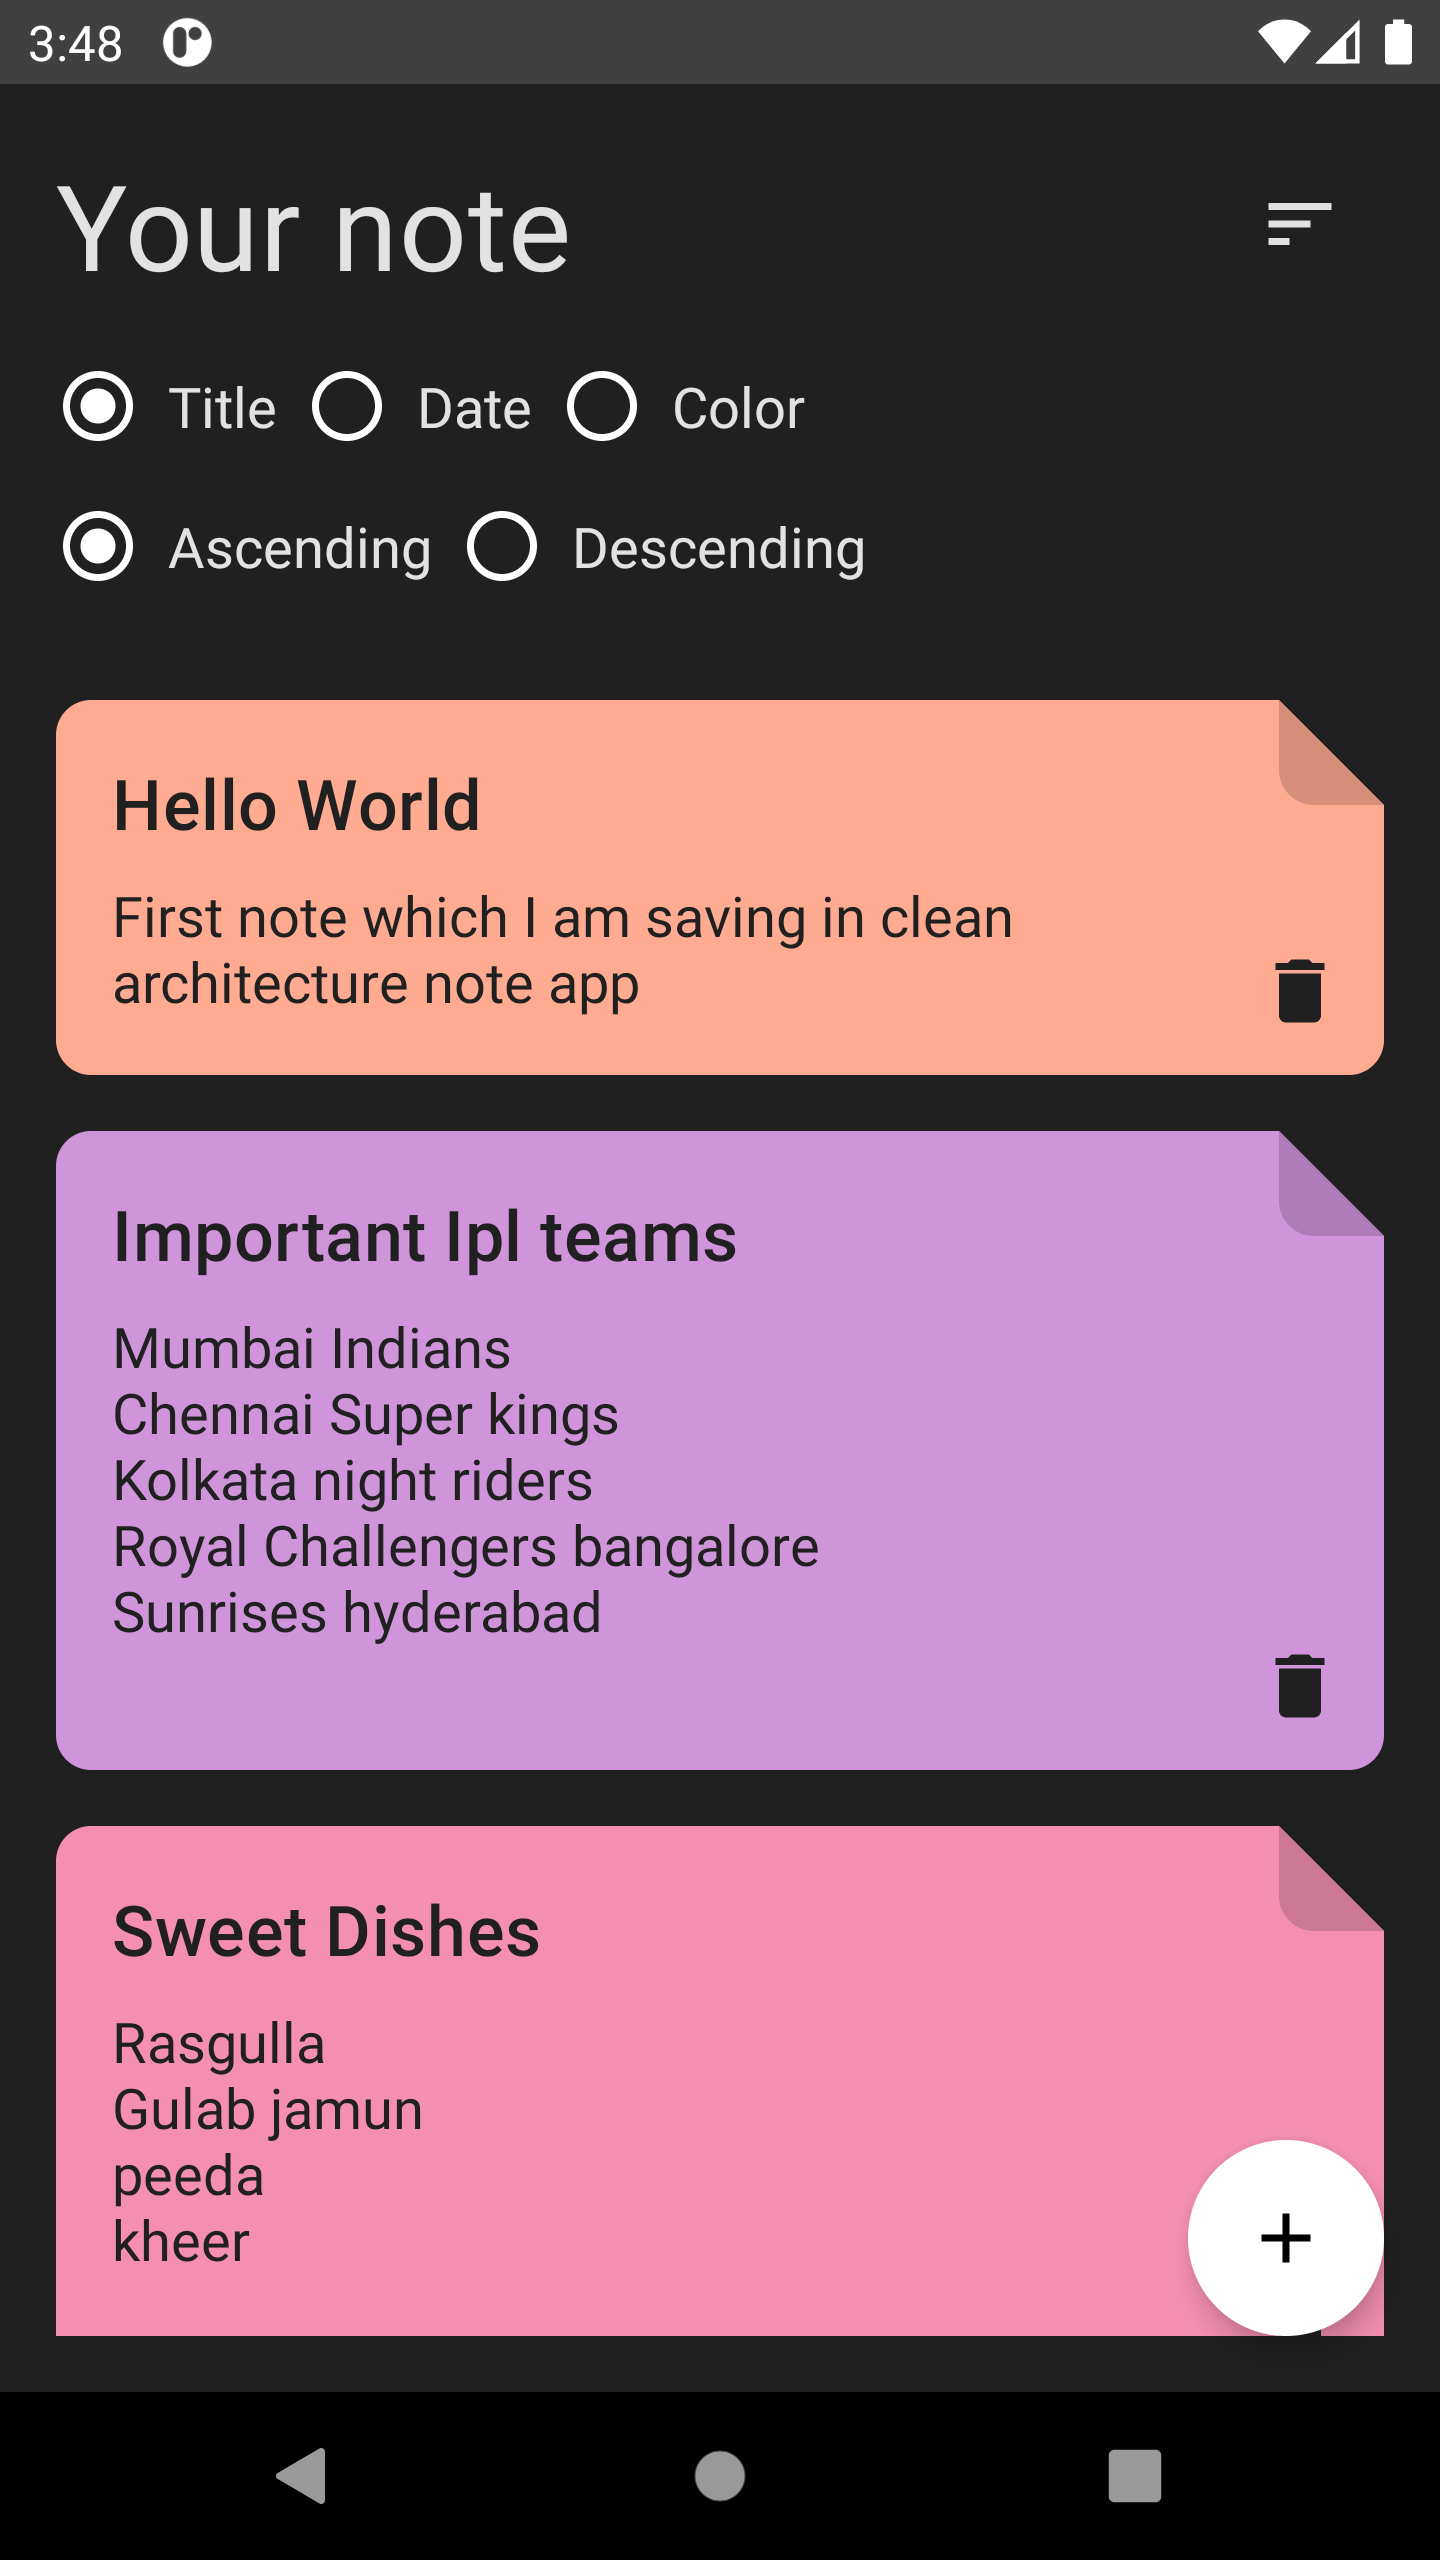 3:48
Your note
Title Date Color
Ascending Descending
Hello World
First note which I am saving in clean
architecture note app
Important Ipl teams
Mumbai Indians
Chennai Super kings
Kolkata night riders
Royal Challengers bangalore
Sunrises hyderabad
Sweet Dishes
Rasgulla
Gulab jamun
peeda
kheer